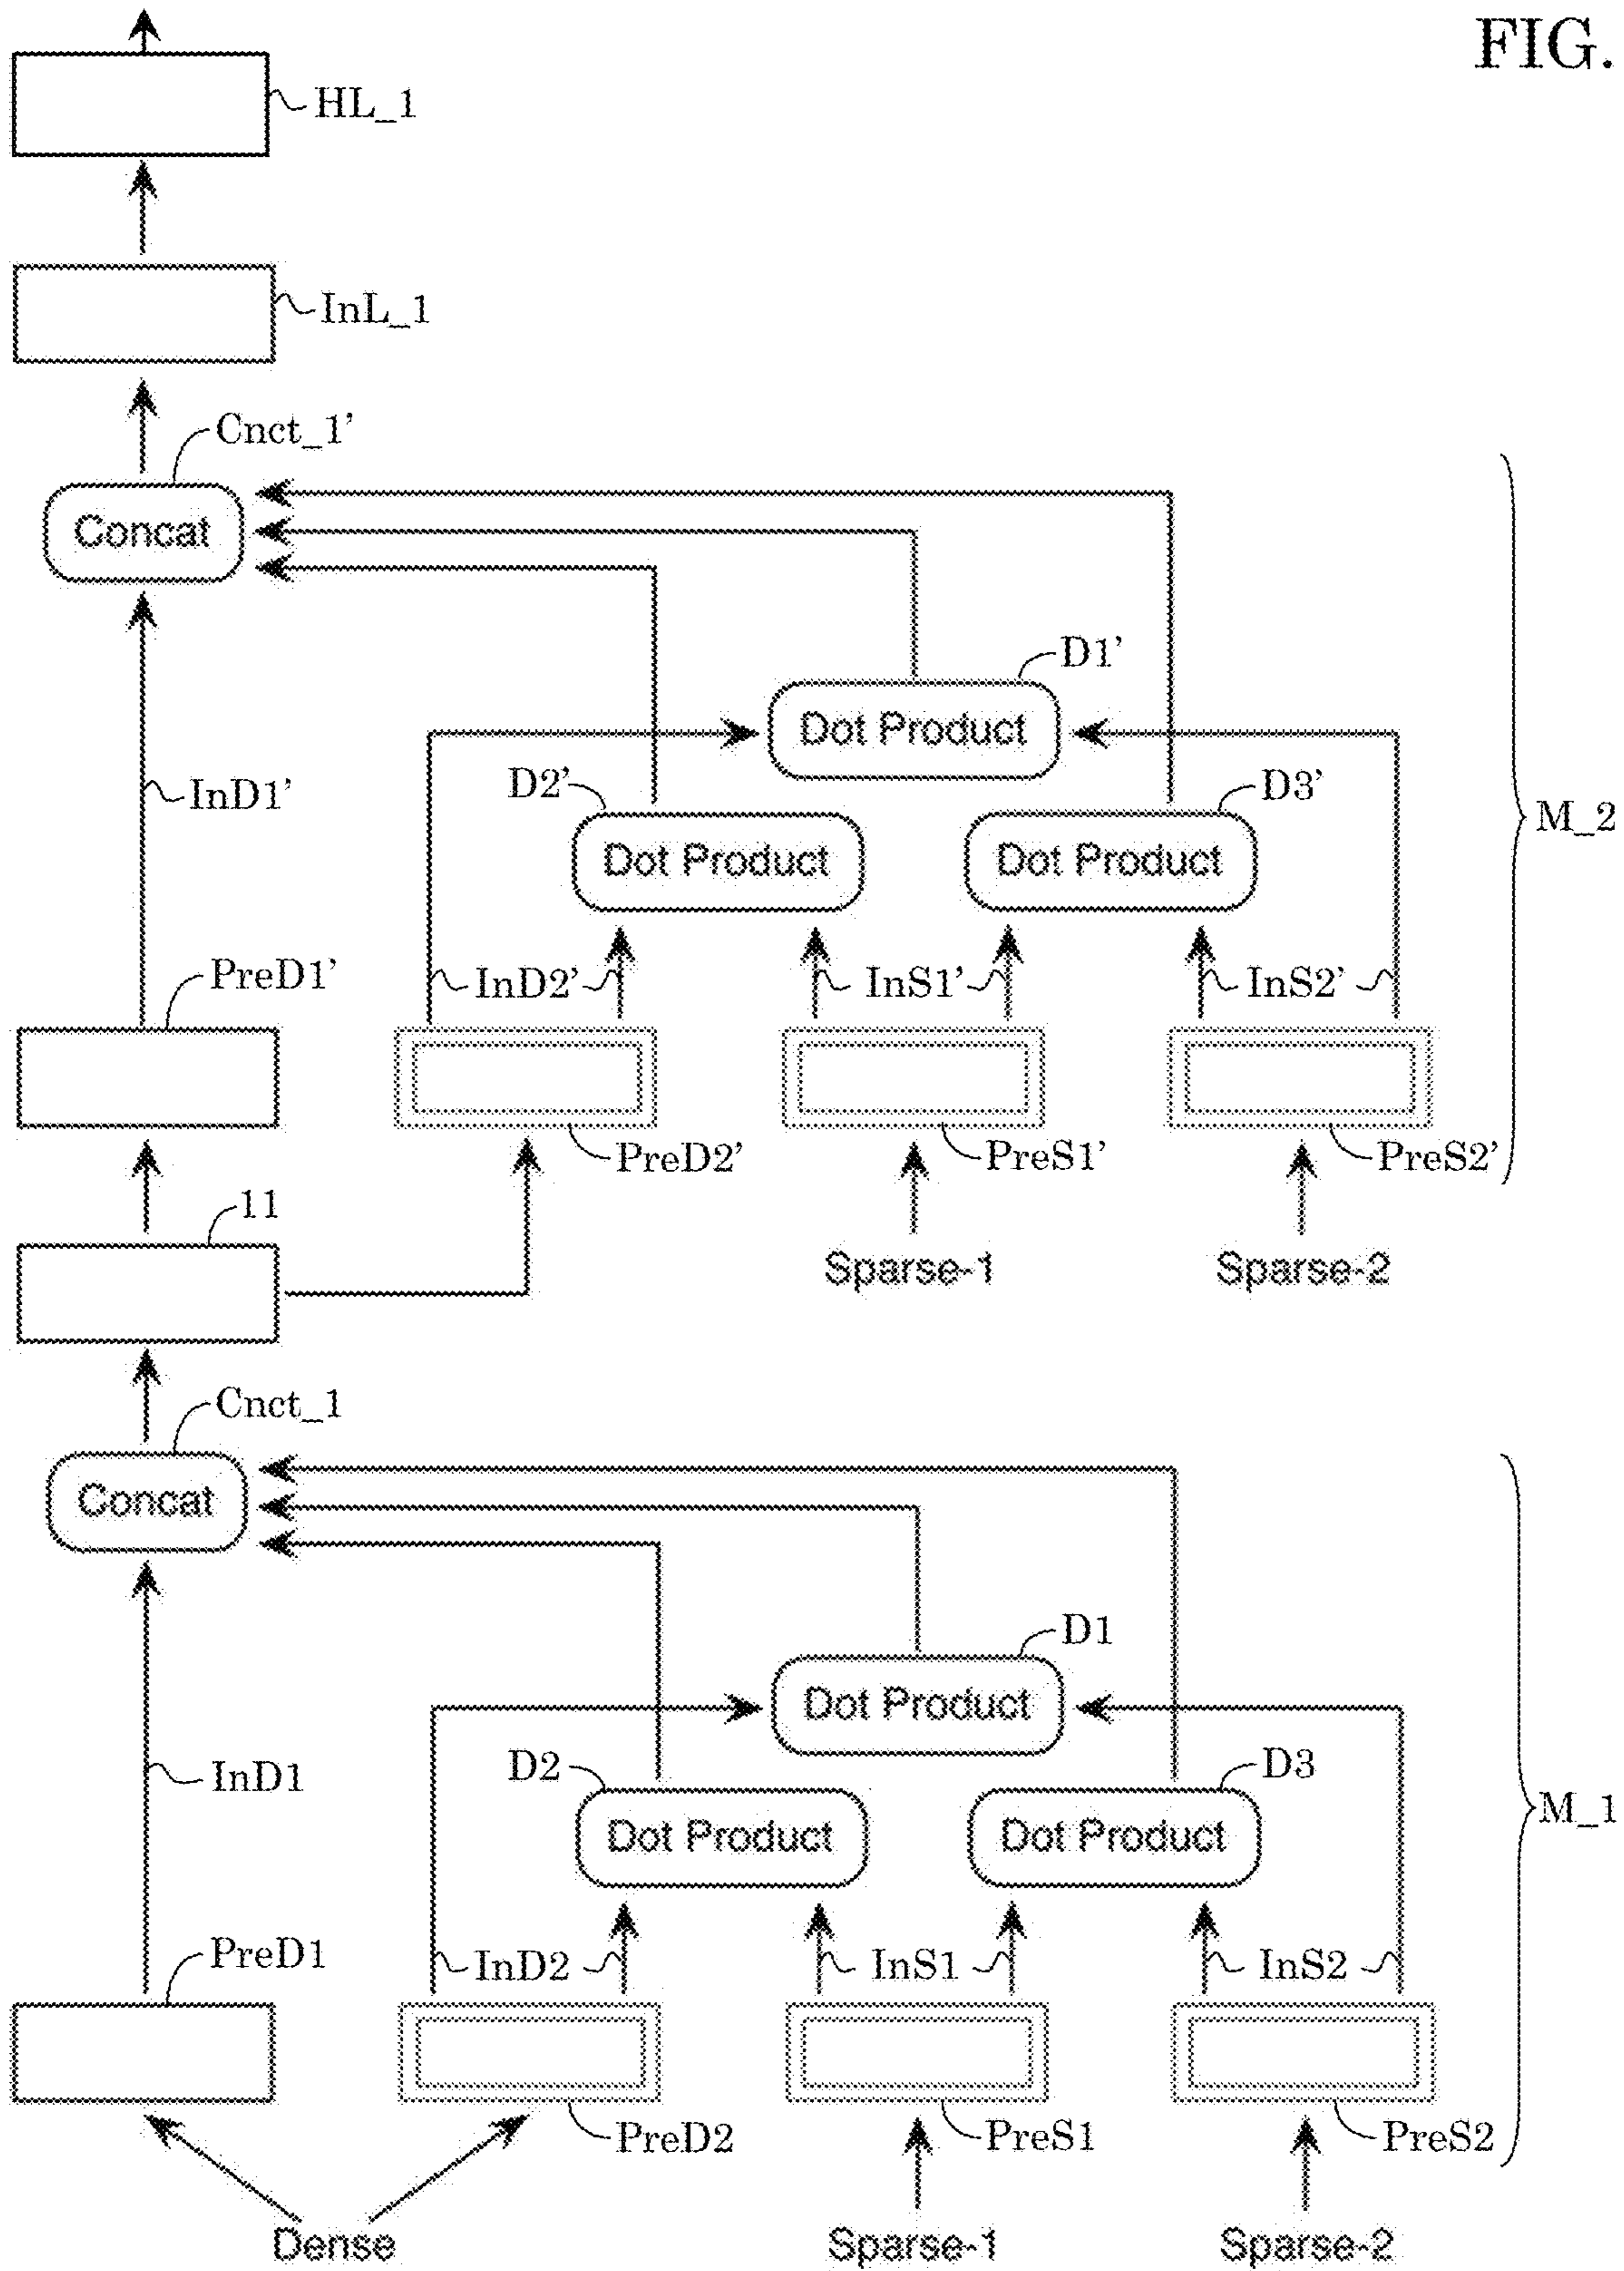 FIG.
HL_1
InL_1
Cnct_1’
Concat
D1’
Dot Product
D2’
D3’
InD1’
M_2
Dot Product
Dot Product
PreD1’
InD2’
InS1’
InS2’
PreD2’
PreS1’
PreS2’
11
Sparse-1
Sparse-2
Cnct_1
Concat
D1
Dot Product
D2
D3
InD1
M_1
Dot Product
Dot Product
PreD1
InD2
InS1
InS2
PreD2
PreS1
PreS2
Dense
Sparse-1
Sparse-2